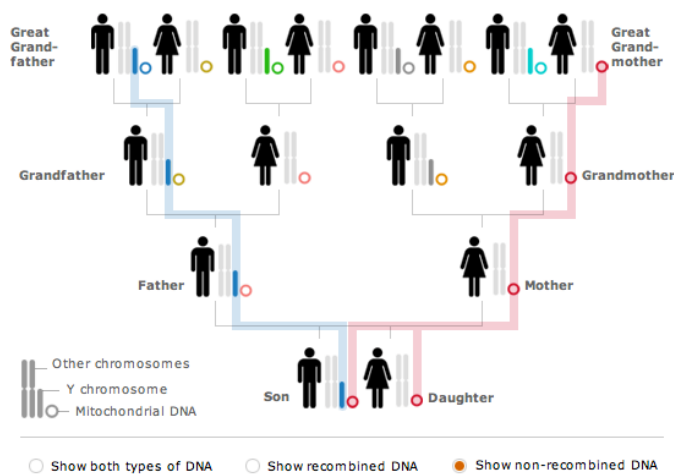 Great
Grand-
father
Great
Grand-
mother
Grandfather
Grandmother
Father
Mother
Son
Daughter
Other chromosomes
Y chromosome
Mitochondrial DNA
Show both types of DNA
Show recombined DNA
Show non-recombined DNA